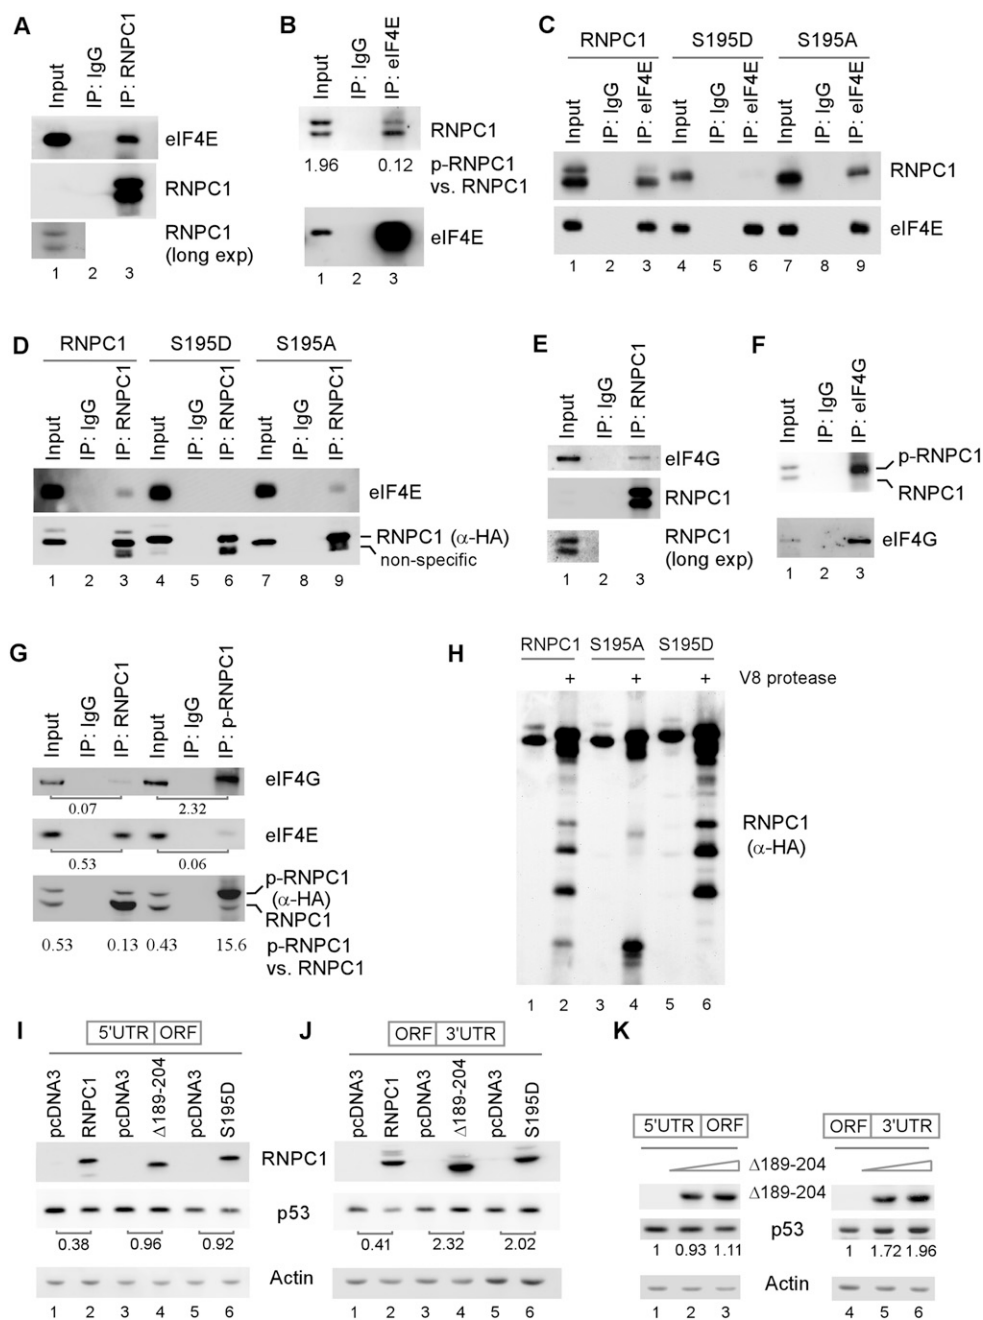 A
Input
IP: IgG
IP: RNPC1
eIF4E
RNPC1
RNPC1
(long exp)
1 2 3
B
Input
IP: IgG
IP: eIF4E
RNPC1
1.96 0.12 p-RNPC1
vs. RNPC1
eIF4E
1 2 3
C
RNPC1 S195D S195A
Input
IP: IgG
IP: eIF4E
Input
IP: IgG
IP: eIF4E
Input
IP: IgG
IP: eIF4E
RNPC1
eIF4E
1 2 3 4 5 6 7 8 9
D
RNPC1 S195D S195A
Input
IP: IgG
IP: RNPC1
Input
IP: IgG
IP: RNPC1
Input
IP: IgG
IP: RNPC1
eIF4E
RNPC1 (α-HA)
non-specific
1 2 3 4 5 6 7 8 9
E
Input
IP: IgG
IP: RNPC1
eIF4G
RNPC1
RNPC1
(long exp)
1 2 3
F
Input
IP: IgG
IP: eIF4G
p-RNPC1
RNPC1
eIF4G
1 2 3
G
Input
IP: IgG
IP: RNPC1
Input
IP: IgG
IP: p-RNPC1
eIF4G
0.07 2.32
eIF4E
0.53 0.06
p-RNPC1
(α-HA)
RNPC1
0.53 0.13 0.43 15.6 p-RNPC1
vs. RNPC1
H
RNPC1 S195A S195D
+ + + V8 protease
RNPC1
(α-HA)
1 2 3 4 5 6
I
5'UTR ORF
pcDNA3
RNPC1
pcDNA3
Δ189-204
pcDNA3
S195D
RNPC1
p53
0.38 0.96 0.92
Actin
1 2 3 4 5 6
J
ORF 3'UTR
pcDNA3
RNPC1
pcDNA3
Δ189-204
pcDNA3
S195D
0.41 2.32 2.02
1 2 3 4 5 6
K
5'UTR ORF ORF 3'UTR
Δ189-204
Δ189-204
p53
1 0.93 1.11 1 1.72 1.96
Actin
1 2 3 4 5 6